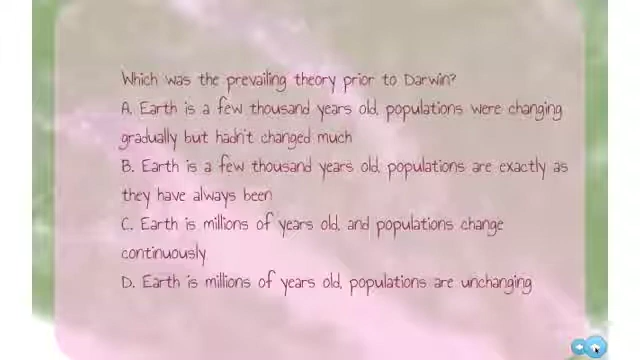 Which was the prevailing theory prior to Darwin?
A. Earth is a few thousand years old, populations were changing
gradually but hadn't changed much
B. Earth is a few thousand years old, populations are exactly as
they have always been
C. Earth is millions of years old, and populations change
continuously
D. Earth is millions of years old, populations are unchanging